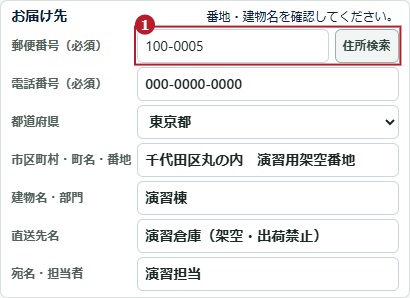 お届け先 番地・建物名を確認してください。
1
郵便番号（必須） 100-0005 住所検索
電話番号（必須） 000-0000-0000
都道府県 東京都
市区町村・町名・番地 千代田区丸の内　演習用架空番地
建物名・部門 演習棟
直送先名 演習倉庫（架空・出荷禁止）
宛名・担当者 演習担当